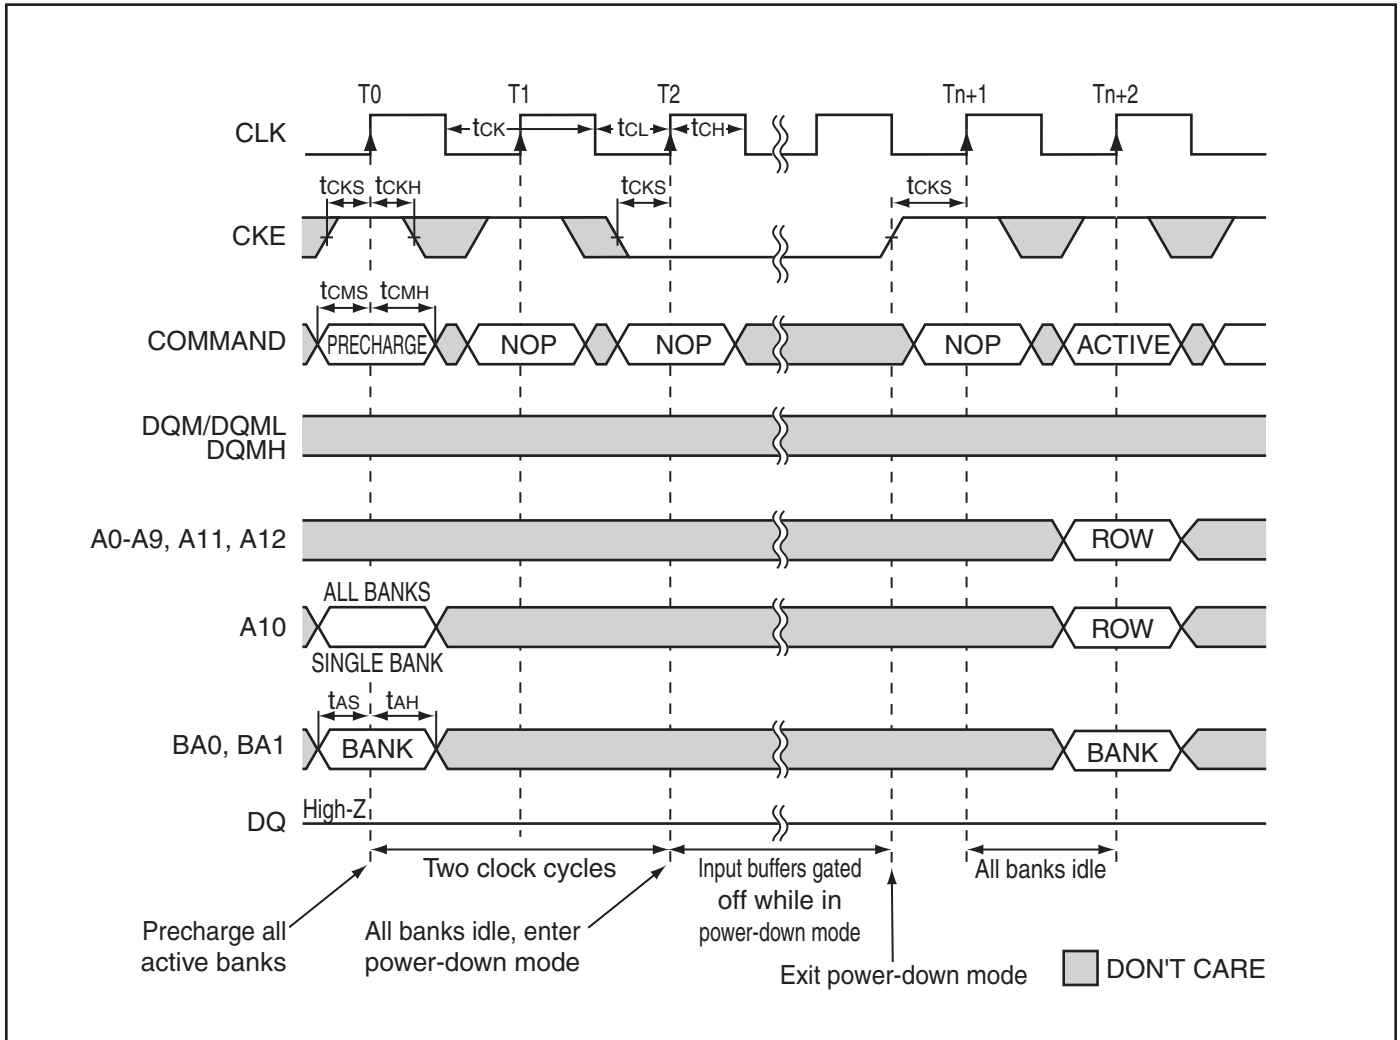 T0 T1 T2 Tn+1 Tn+2
CLK tCK tCL tCH
tCKS tCKH tCKS tCKS
CKE
tCMS tCMH
COMMAND PRECHARGE NOP NOP NOP ACTIVE
DQM/DQML
DQMH
A0-A9, A11, A12 ROW
ALL BANKS
A10 ROW
SINGLE BANK
tAS tAH
BA0, BA1 BANK BANK
High-Z
DQ
Two clock cycles
Input buffers gated
off while in
power-down mode
All banks idle
Precharge all
active banks
All banks idle, enter
power-down mode
Exit power-down mode
DON'T CARE